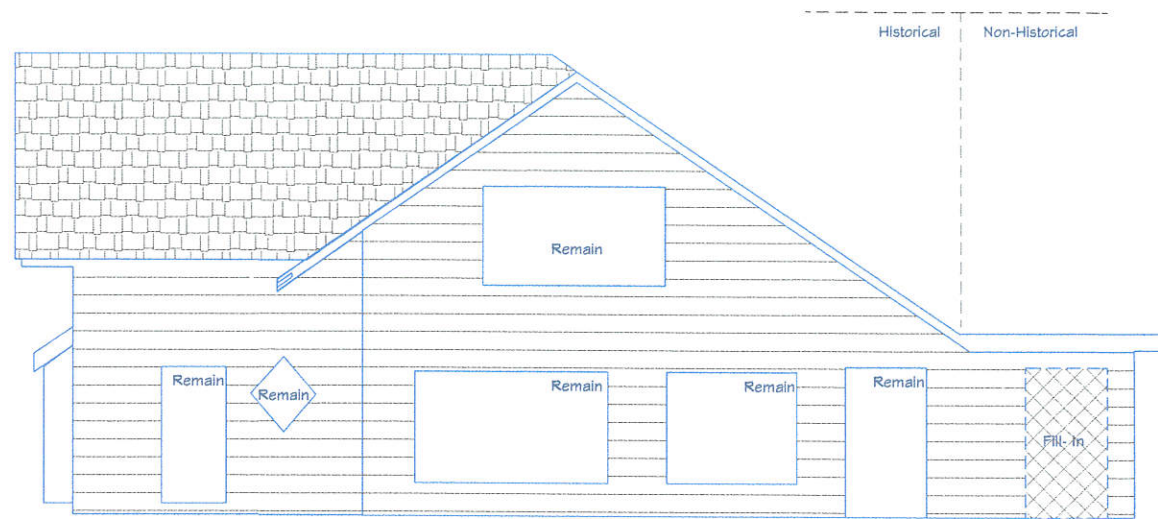 Historical
Non-Historical
Remain
Remain
Remain
Remain
Remain
Remain
Fill- In